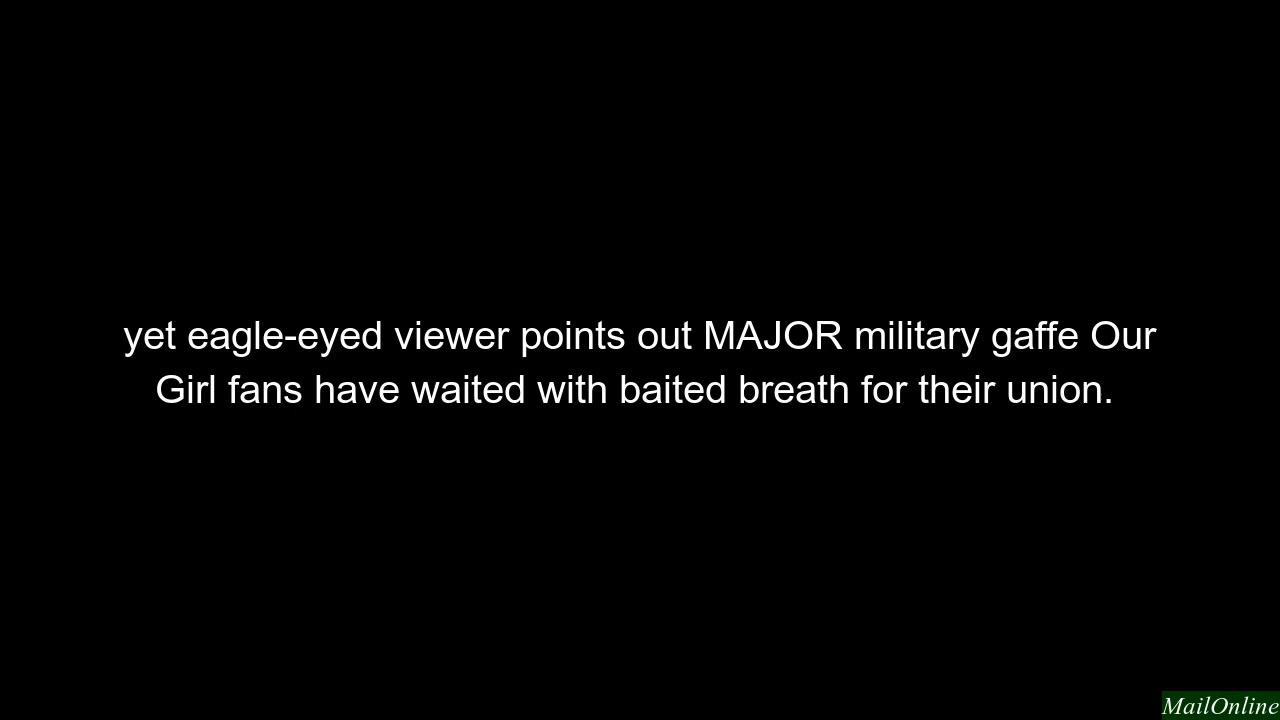 yet eagle-eyed viewer points out MAJOR military gaffe Our
Girl fans have waited with baited breath for their union.
MailOnline